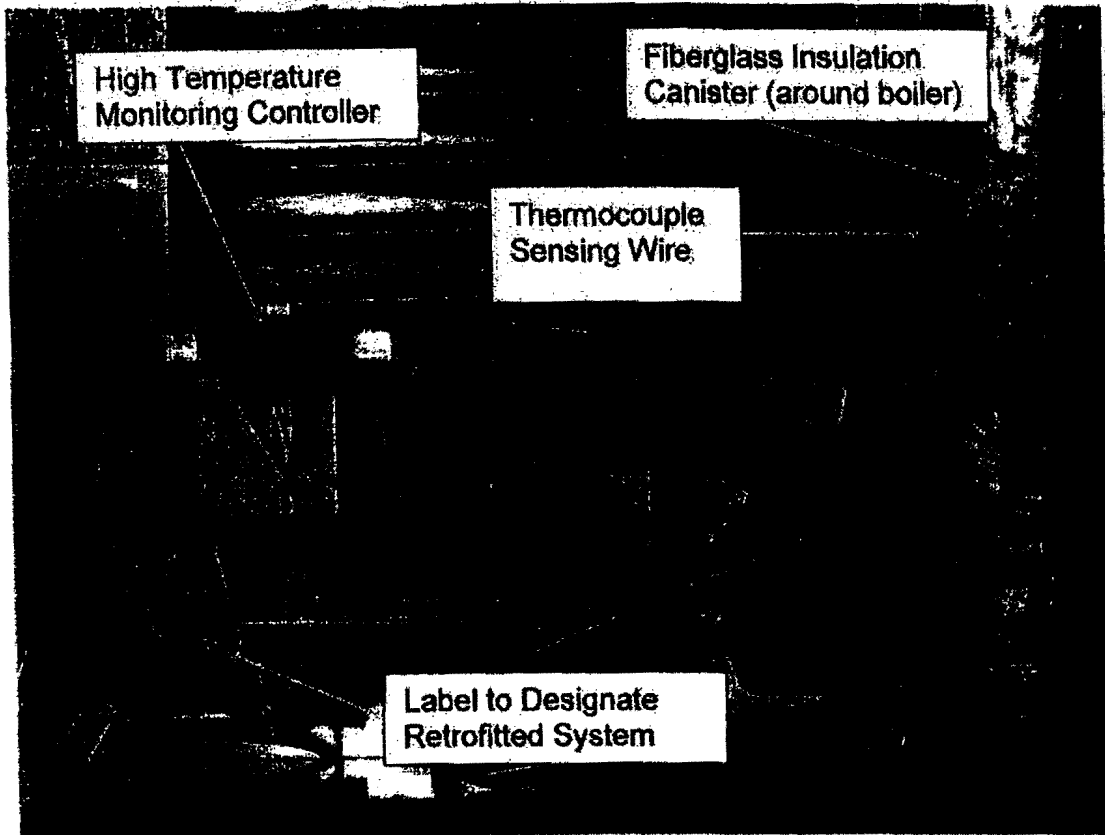 High Temperature
Monitoring Controller
Fiberglass Insulation
Canister (around boiler)
Thermocouple
Sensing Wire
Label to Designate
Retrofitted System